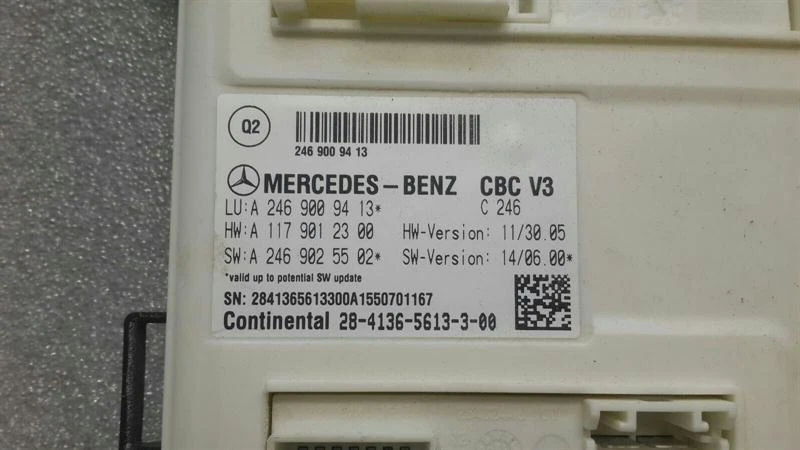 Q2
246 900 94 13
MERCEDES-BENZ CBC V3
LU:A 246 900 94 13* C 246
HW:A 117 901 23 00 HW-Version: 11/30.05
SW:A 246 902 55 02* SW-Version: 14/06.00*
*valid up to potential SW update
SN: 2841365613300A1550701167
Continental 28-4136-5613-3-00